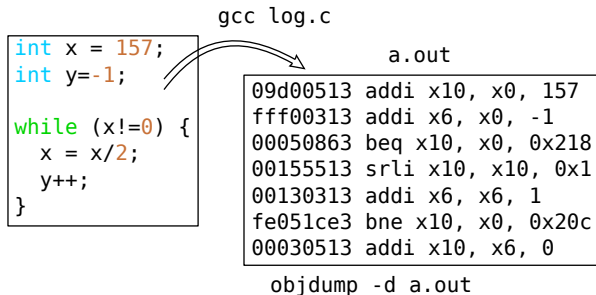 gcc log.c
int x = 157;
int y=-1;
while (x!=0) {
  x = x/2;
  y++;
}
a.out
09d00513 addi x10, x0, 157
fff00313 addi x6, x0, -1
00050863 beq x10, x0, 0x218
00155513 srli x10, x10, 0x1
00130313 addi x6, x6, 1
fe051ce3 bne x10, x0, 0x20c
00030513 addi x10, x6, 0
objdump -d a.out